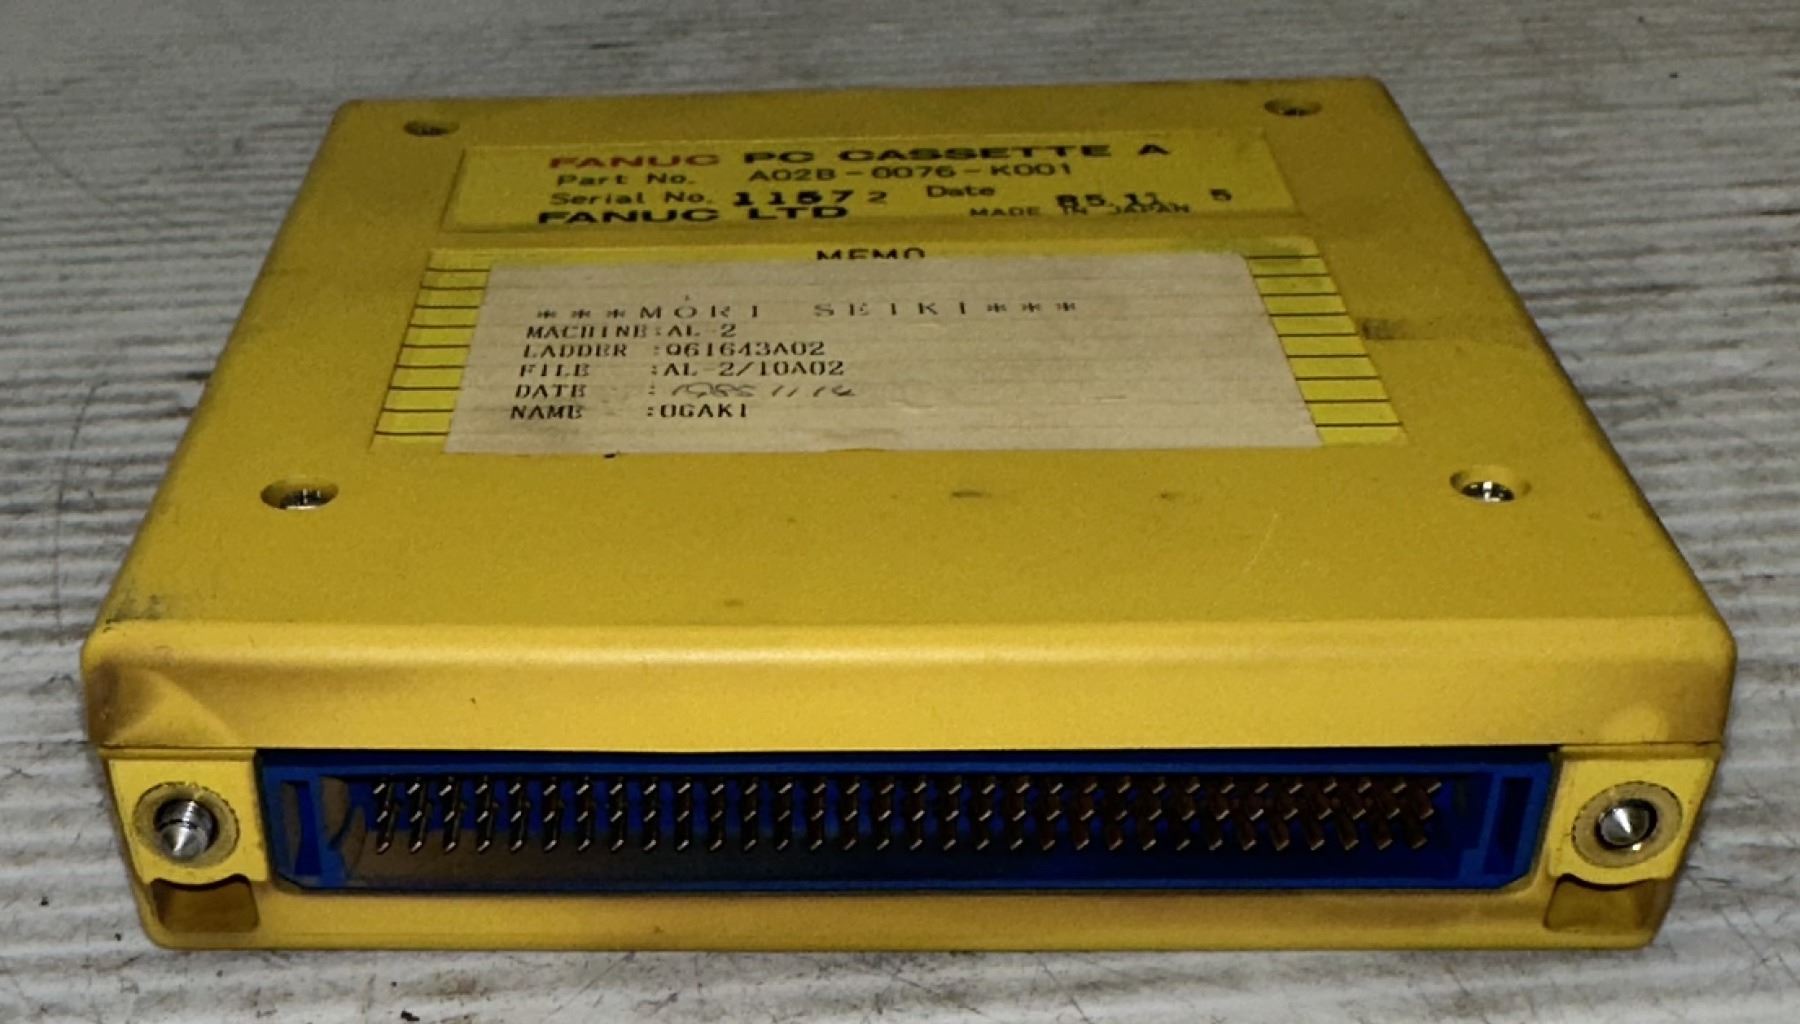 FANUC PC CASSETTE A
Part No. A02B-0076-K001
Serial No. 11572 Date 85.11. 5
FANUC LTD MADE IN JAPAN
MEMO
***MORI SEIKI***
MACHINE:AL-2
LADDER :Q61643A02
FILE :AL-2/10A02
DATE :
NAME :OGAKI